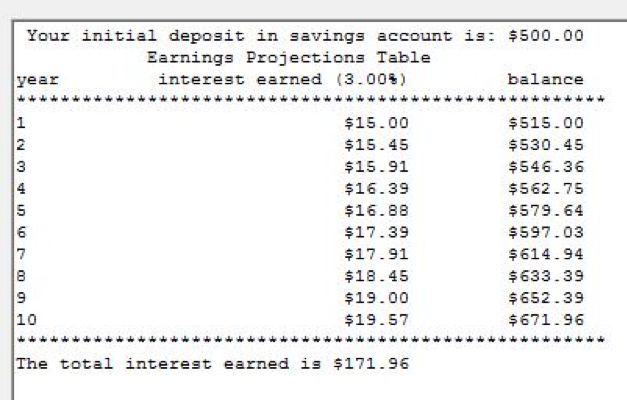 Your initial deposit in savings account is: $500.00
Earnings Projections Table
year interest earned (3.00%) balance
******************************************************
1 $15.00 $515.00
2 $15.45 $530.45
3 $15.91 $546.36
4 $16.39 $562.75
5 $16.88 $579.64
6 $17.39 $597.03
7 $17.91 $614.94
8 $18.45 $633.39
9 $19.00 $652.39
10 $19.57 $671.96
******************************************************
The total interest earned is $171.96